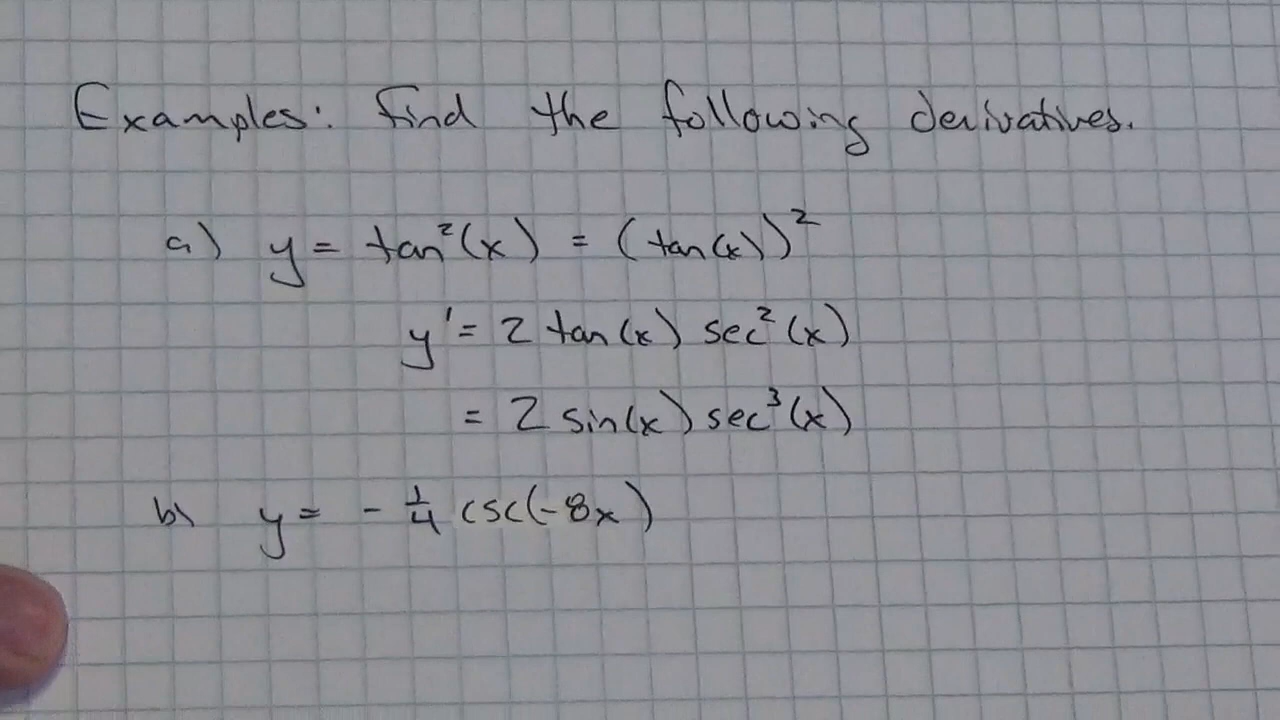 Examples: Find the following derivatives.
a) y = tan²(x) = (tan(x))²
y' = 2 tan(x) sec²(x)
= 2 sin(x) sec³(x)
b) y = - 1/4 csc(-8x)